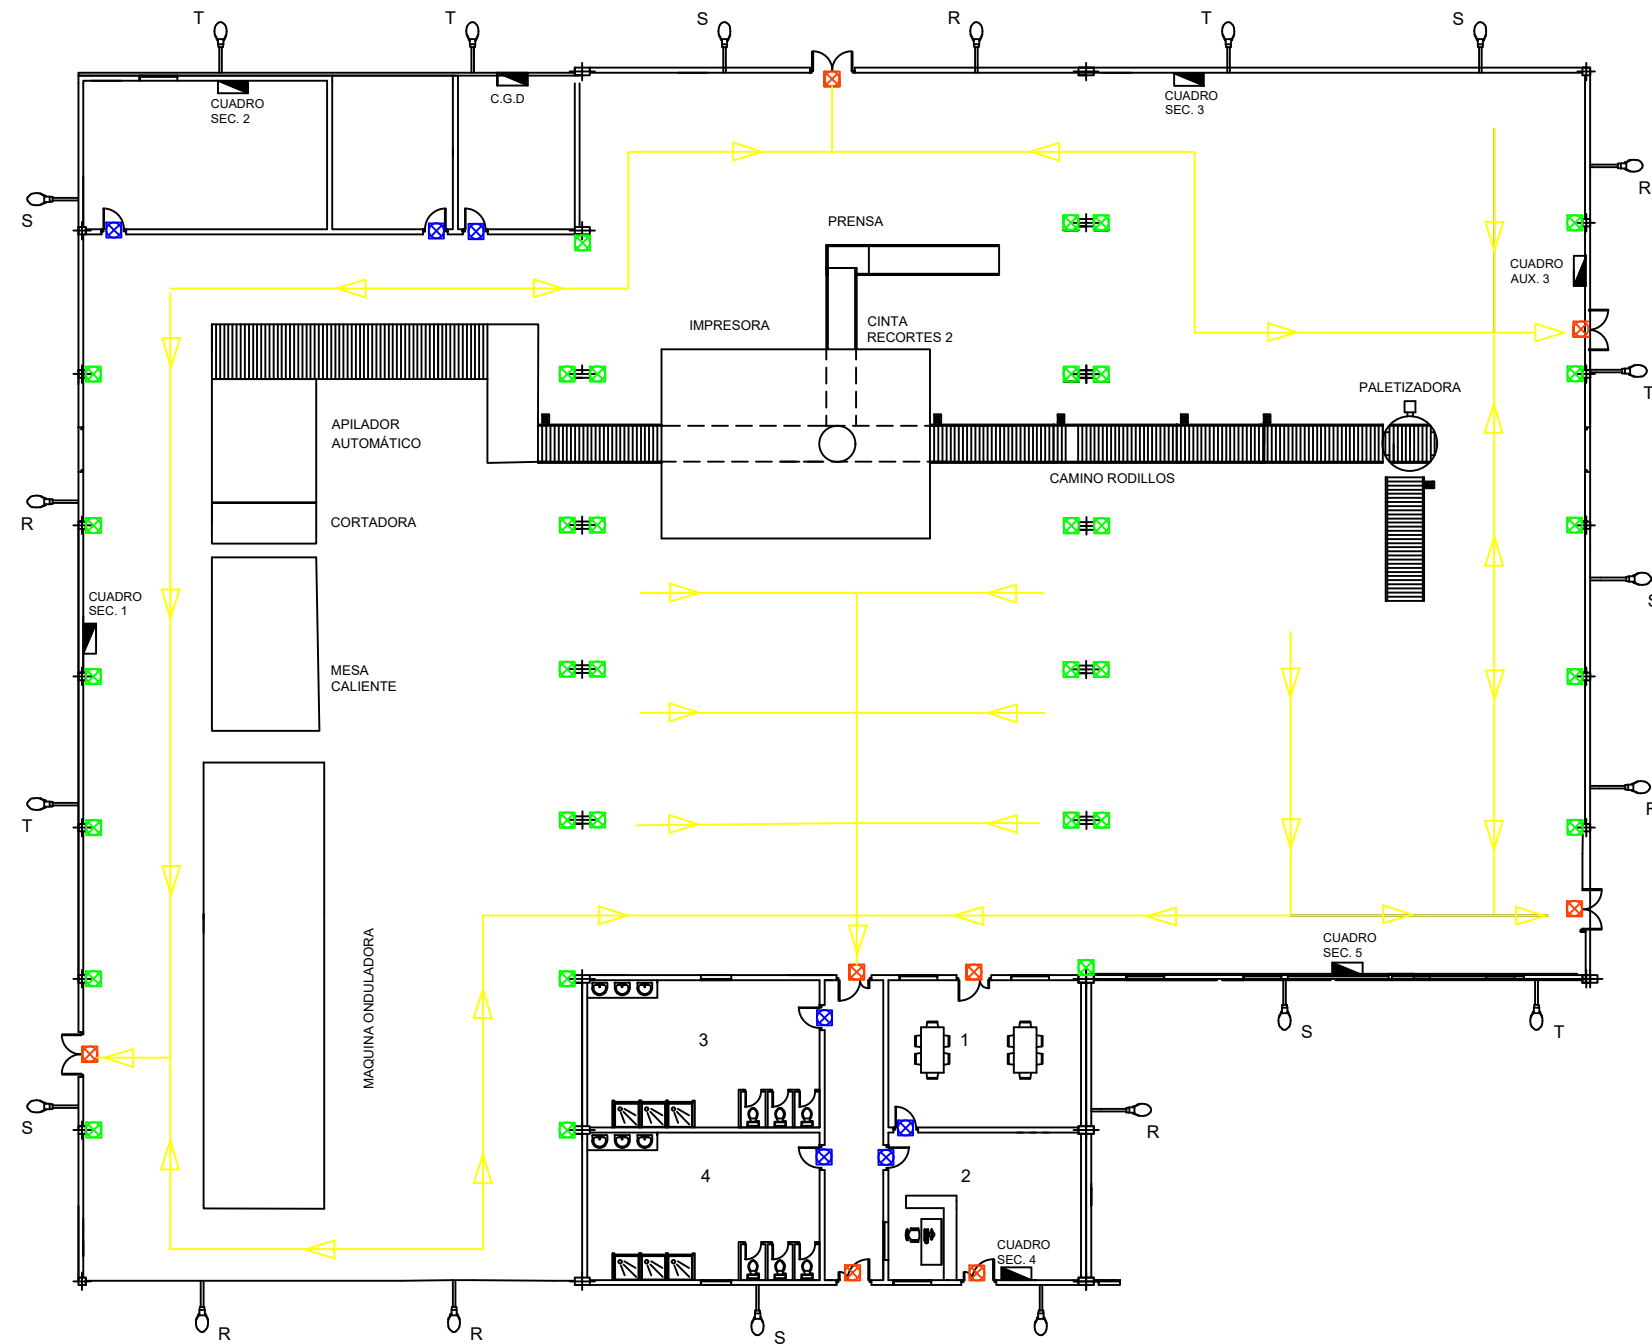 T
T
S
R
T
S
CUADRO
SEC. 2
C.G.D
CUADRO
SEC. 3
R
S
PRENSA
CUADRO
AUX. 3
IMPRESORA
CINTA
RECORTES 2
T
PALETIZADORA
APILADOR
AUTOMÁTICO
CAMINO RODILLOS
CORTADORA
R
CUADRO
SEC. 1
S
MESA
CALIENTE
T
R
MAQUINA ONDULADORA
CUADRO
SEC. 5
S
T
3
1
S
R
4
2
CUADRO
SEC. 4
R
R
S